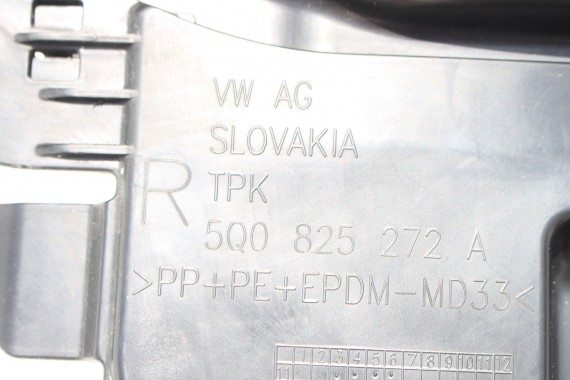 VW AG
SLOVAKIA
R TPK
5Q0 825 272 A
>PP+PE+EPDM-MD33<
1 2 3 4 5 6 7 8 9 10 11 12
11